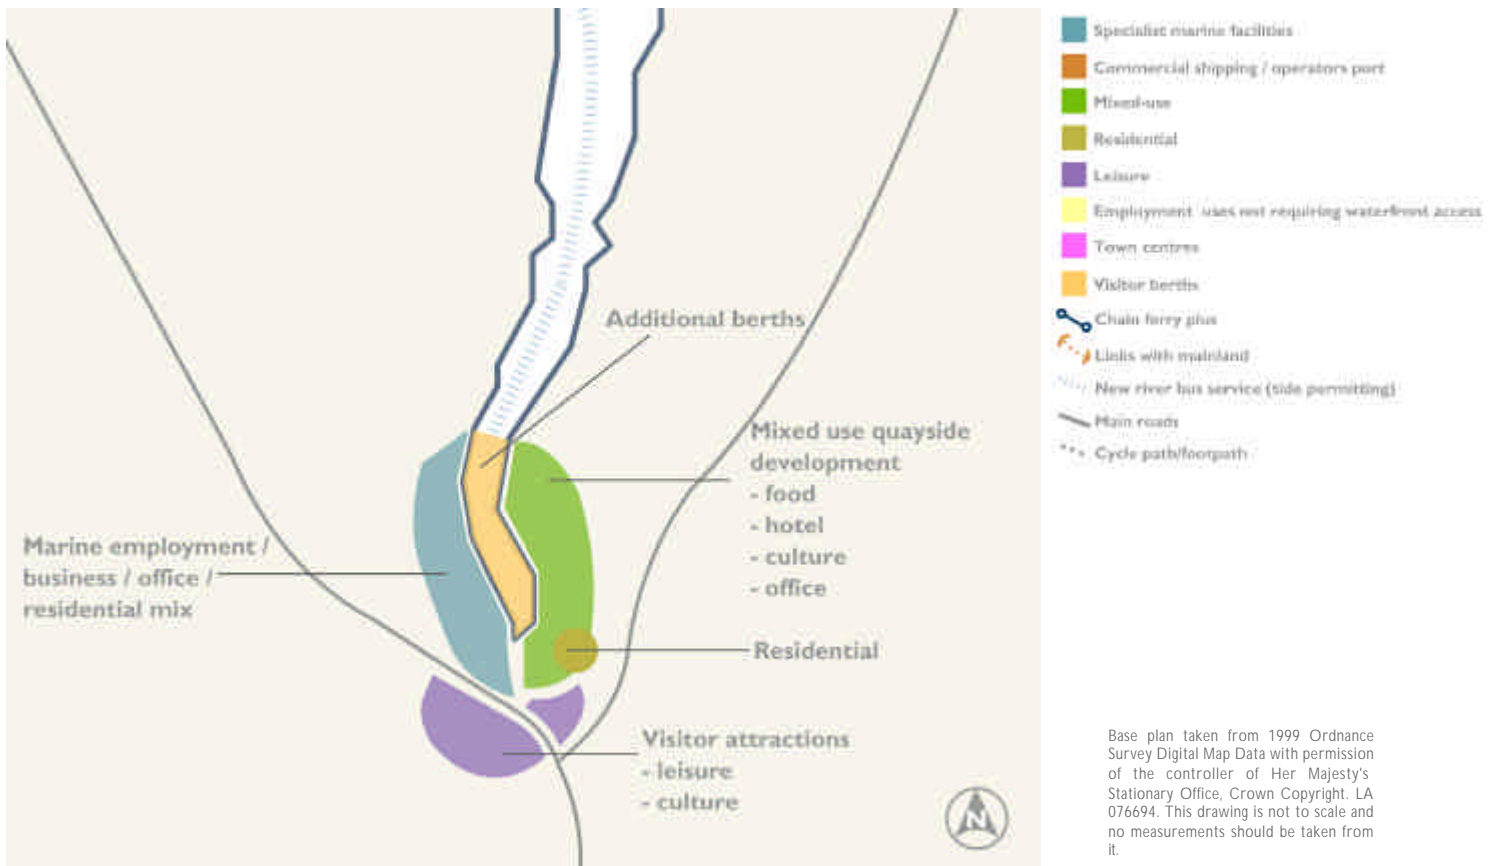 Additional berths
Mixed use quayside
development
- food
- hotel
- culture
- office
Marine employment /
business / office /
residential mix
Residential
Visitor attractions
- leisure
- culture
N
Specialist marine facilities
Commercial shipping / operators port
Mixed-use
Residential
Leisure
Employment uses not requiring waterfront access
Town centres
Visitor berths
Chain ferry plus
Links with mainland
New river bus service (tide permitting)
Main roads
Cycle path/footpath
Base plan taken from 1999 Ordnance
Survey Digital Map Data with permission
of the controller of Her Majesty's
Stationary Office, Crown Copyright. LA
076694. This drawing is not to scale and
no measurements should be taken from
it.